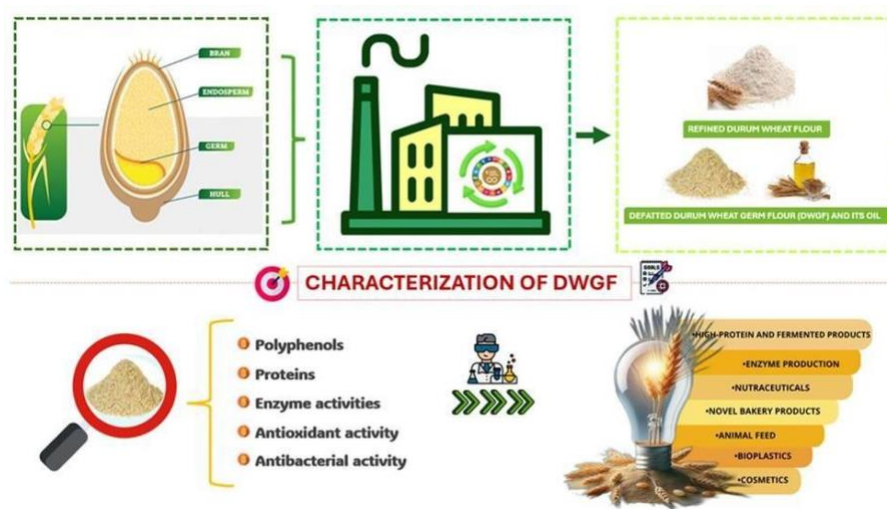 BRAN
ENDOSPERM
GERM
HULL
REFINED DURUM WHEAT FLOUR
DEFATTED DURUM WHEAT GERM FLOUR (DWGF) AND ITS OIL
CHARACTERIZATION OF DWGF
GOALS
Polyphenols
Proteins
Enzyme activities
Antioxidant activity
Antibacterial activity
•HIGH-PROTEIN AND FERMENTED PRODUCTS
•ENZYME PRODUCTION
•NUTRACEUTICALS
•NOVEL BAKERY PRODUCTS
•ANIMAL FEED
•BIOPLASTICS
•COSMETICS